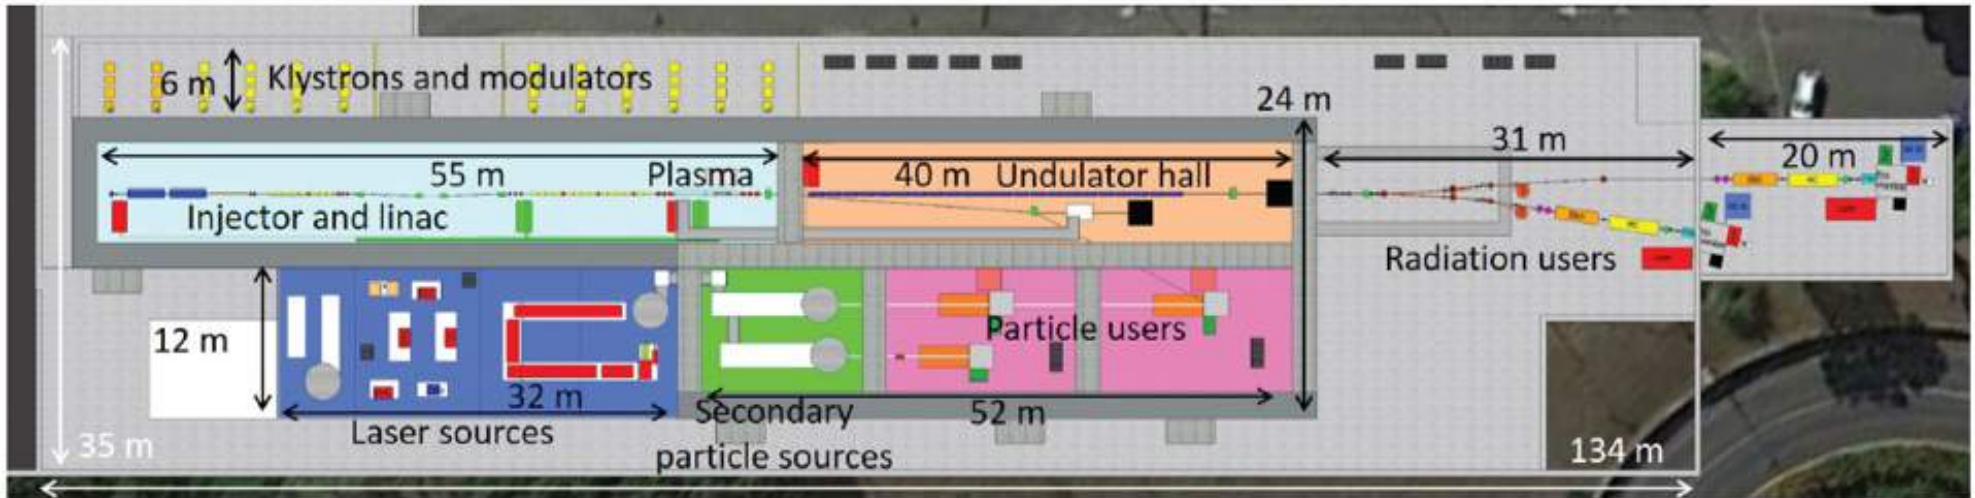 6 m
Klystrons and modulators
24 m
55 m
Plasma
40 m
Undulator hall
31 m
20 m
Injector and linac
Radiation users
12 m
Particle users
32 m
Secondary
particle sources
52 m
Laser sources
35 m
134 m